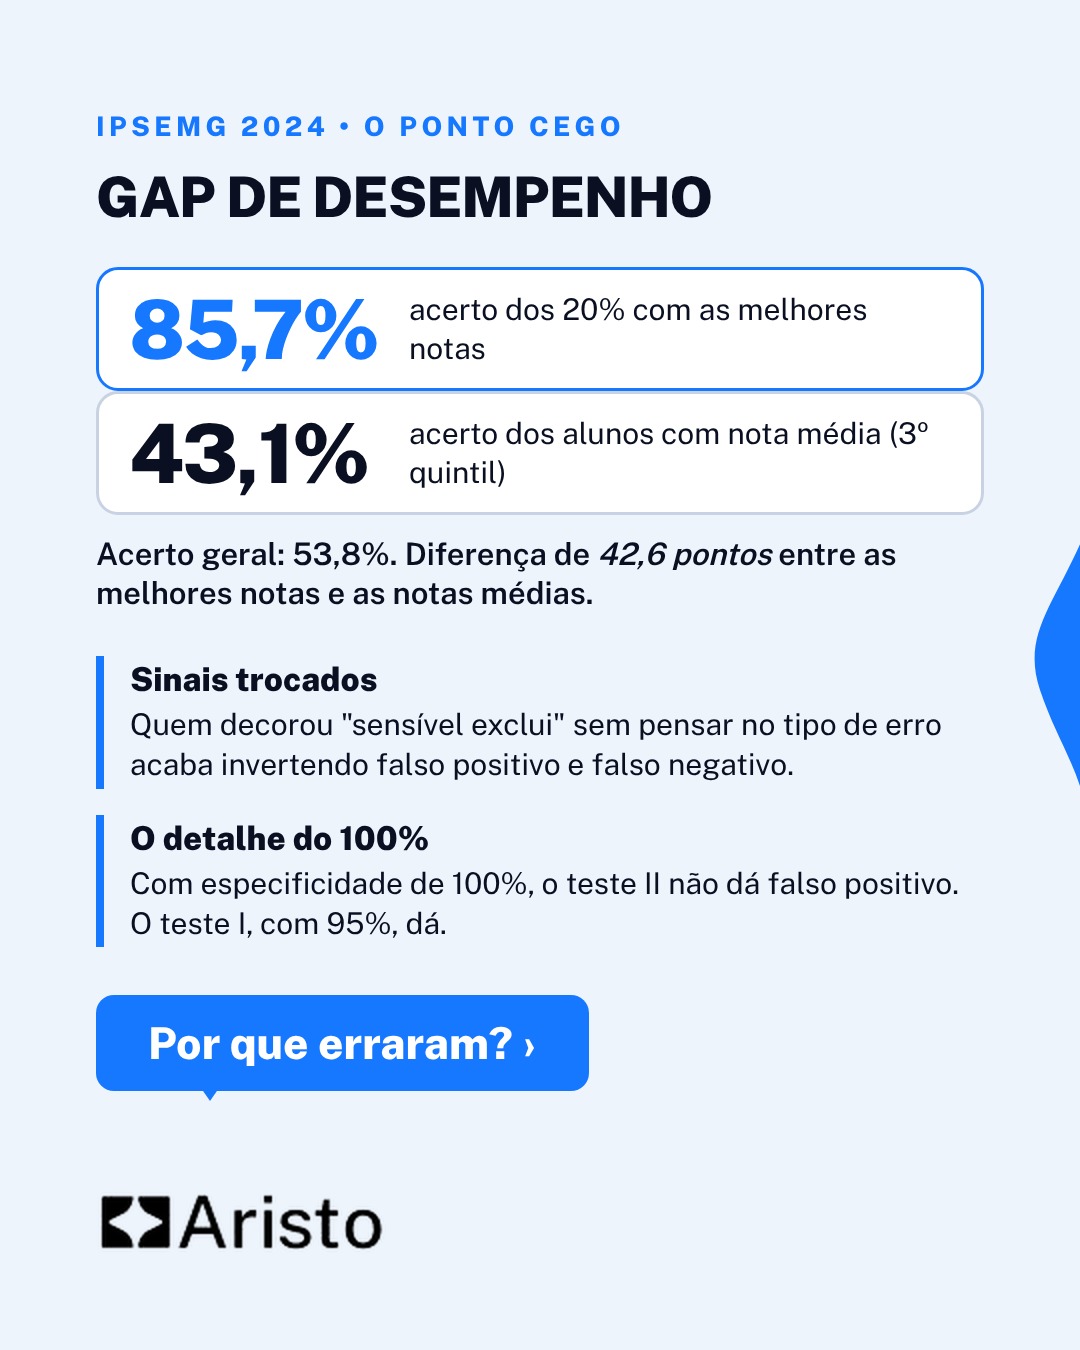 IPSEMG 2024 • O PONTO CEGO
GAP DE DESEMPENHO
85,7%
acerto dos 20% com as melhores
notas
43,1%
acerto dos alunos com nota média (3º
quintil)
Acerto geral: 53,8%. Diferença de 42,6 pontos entre as
melhores notas e as notas médias.
Sinais trocados
Quem decorou "sensível exclui" sem pensar no tipo de erro
acaba invertendo falso positivo e falso negativo.
O detalhe do 100%
Com especificidade de 100%, o teste II não dá falso positivo.
O teste I, com 95%, dá.
Por que erraram? ›
Aristo